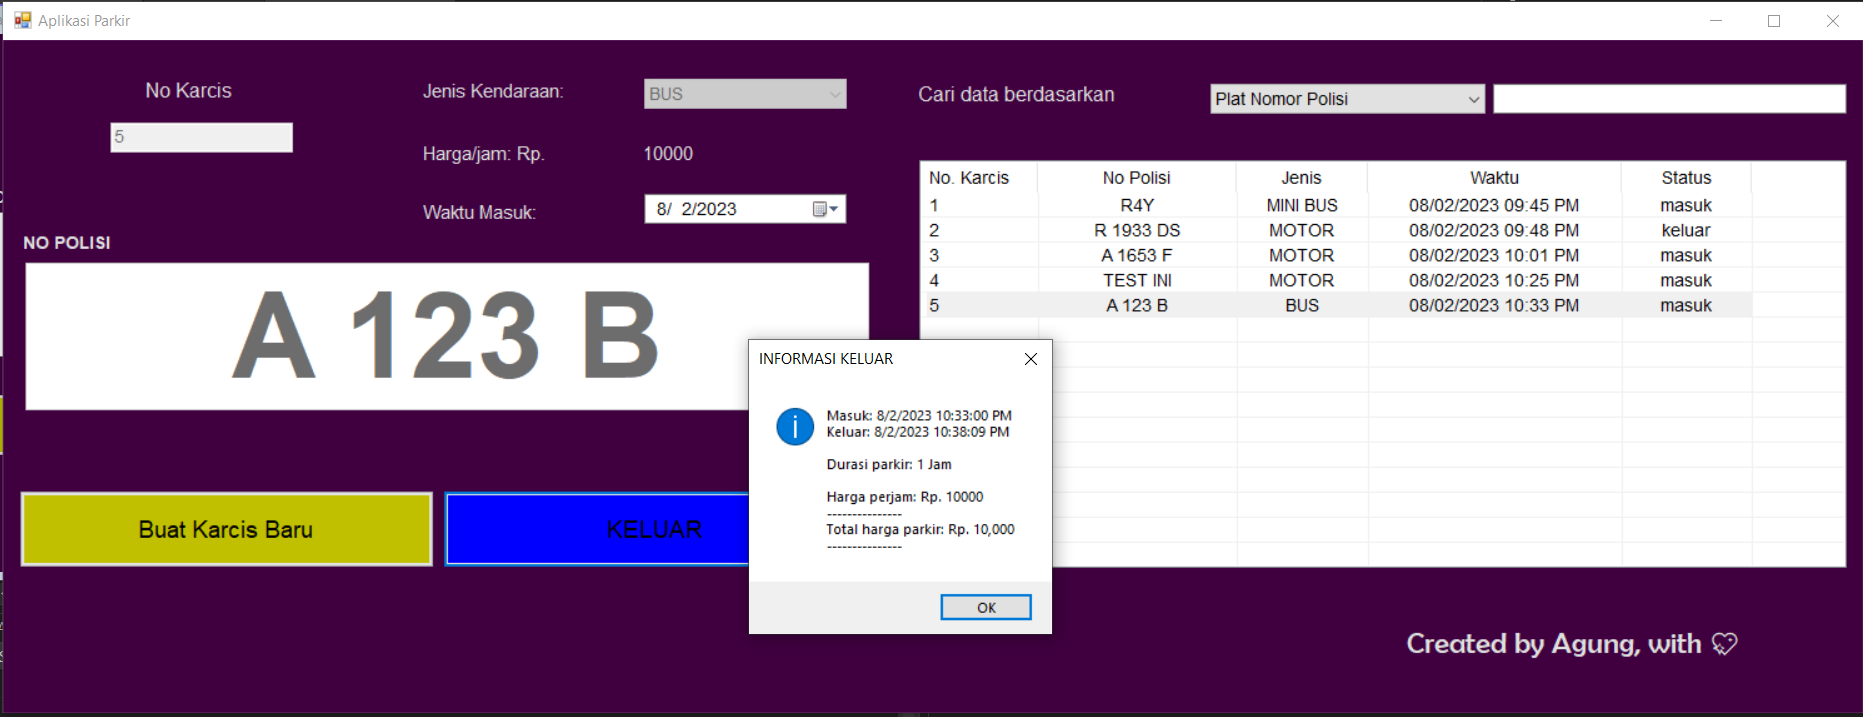 Aplikasi Parkir
No Karcis
5
Jenis Kendaraan:
BUS
Harga/jam: Rp.
10000
Waktu Masuk:
8/ 2/2023
NO POLISI
A 123 B
Buat Karcis Baru
KELUAR
Cari data berdasarkan
Plat Nomor Polisi
No. Karcis No Polisi Jenis Waktu Status
1 R4Y MINI BUS 08/02/2023 09:45 PM masuk
2 R 1933 DS MOTOR 08/02/2023 09:48 PM keluar
3 A 1653 F MOTOR 08/02/2023 10:01 PM masuk
4 TEST INI MOTOR 08/02/2023 10:25 PM masuk
5 A 123 B BUS 08/02/2023 10:33 PM masuk
INFORMASI KELUAR
Masuk: 8/2/2023 10:33:00 PM
Keluar: 8/2/2023 10:38:09 PM
Durasi parkir: 1 Jam
Harga perjam: Rp. 10000
---------------
Total harga parkir: Rp. 10,000
---------------
OK
Created by Agung, with